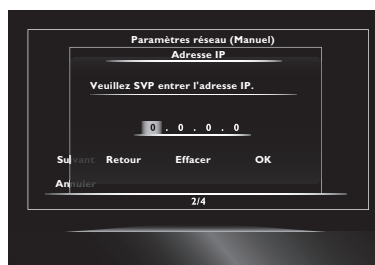 Paramètres réseau (Manuel)
Adresse IP
Veuillez SVP entrer l'adresse IP.
0 . 0 . 0 . 0
Suivant Retour Effacer OK
Annuler
2/4